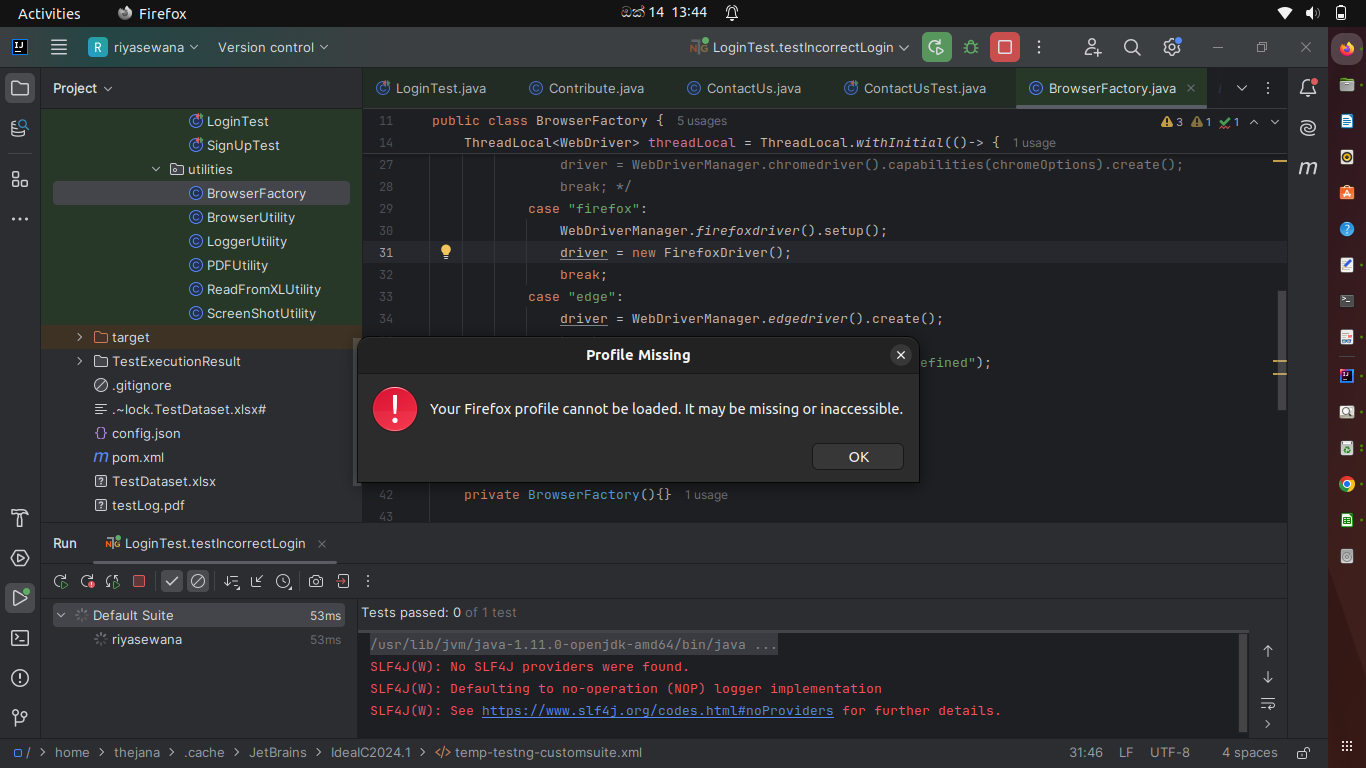 Activities
Firefox
ඔක් 14 13:44
R
riyasewana
Version control
LoginTest.testIncorrectLogin
Project
LoginTest.java
Contribute.java
ContactUs.java
ContactUsTest.java
BrowserFactory.java
LoginTest
SignUpTest
utilities
BrowserFactory
BrowserUtility
LoggerUtility
PDFUtility
ReadFromXLUtility
ScreenShotUtility
target
TestExecutionResult
.gitignore
.~lock.TestDataset.xlsx#
config.json
pom.xml
TestDataset.xlsx
testLog.pdf
11 public class BrowserFactory { 5 usages
3 1 1
14 ThreadLocal<WebDriver> threadLocal = ThreadLocal.withInitial(()-> { 1 usage
27 driver = WebDriverManager.chromedriver().capabilities(chromeOptions).create();
28 break; */
29 case "firefox":
30 WebDriverManager.firefoxdriver().setup();
31 driver = new FirefoxDriver();
32 break;
33 case "edge":
34 driver = WebDriverManager.edgedriver().create();
efined");
Profile Missing
Your Firefox profile cannot be loaded. It may be missing or inaccessible.
OK
42 private BrowserFactory(){} 1 usage
43
Run
LoginTest.testIncorrectLogin
Default Suite 53ms
riyasewana 53ms
Tests passed: 0 of 1 test
/usr/lib/jvm/java-1.11.0-openjdk-amd64/bin/java ...
SLF4J(W): No SLF4J providers were found.
SLF4J(W): Defaulting to no-operation (NOP) logger implementation
SLF4J(W): See https://www.slf4j.org/codes.html#noProviders for further details.
/ home thejana .cache JetBrains IdealC2024.1 temp-testng-customsuite.xml
31:46 LF UTF-8 4 spaces